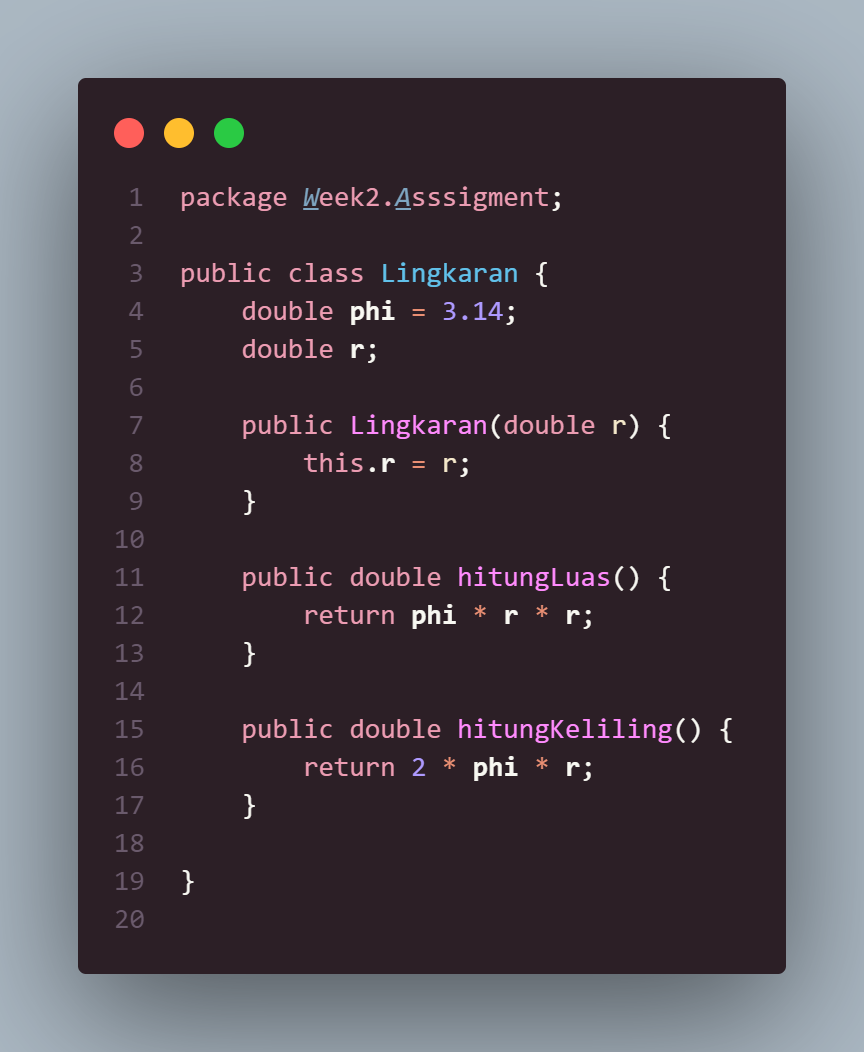 1 package Week2.Asssigment;
2
3 public class Lingkaran {
4     double phi = 3.14;
5     double r;
6
7     public Lingkaran(double r) {
8         this.r = r;
9     }
10
11     public double hitungLuas() {
12         return phi * r * r;
13     }
14
15     public double hitungKeliling() {
16         return 2 * phi * r;
17     }
18
19 }
20